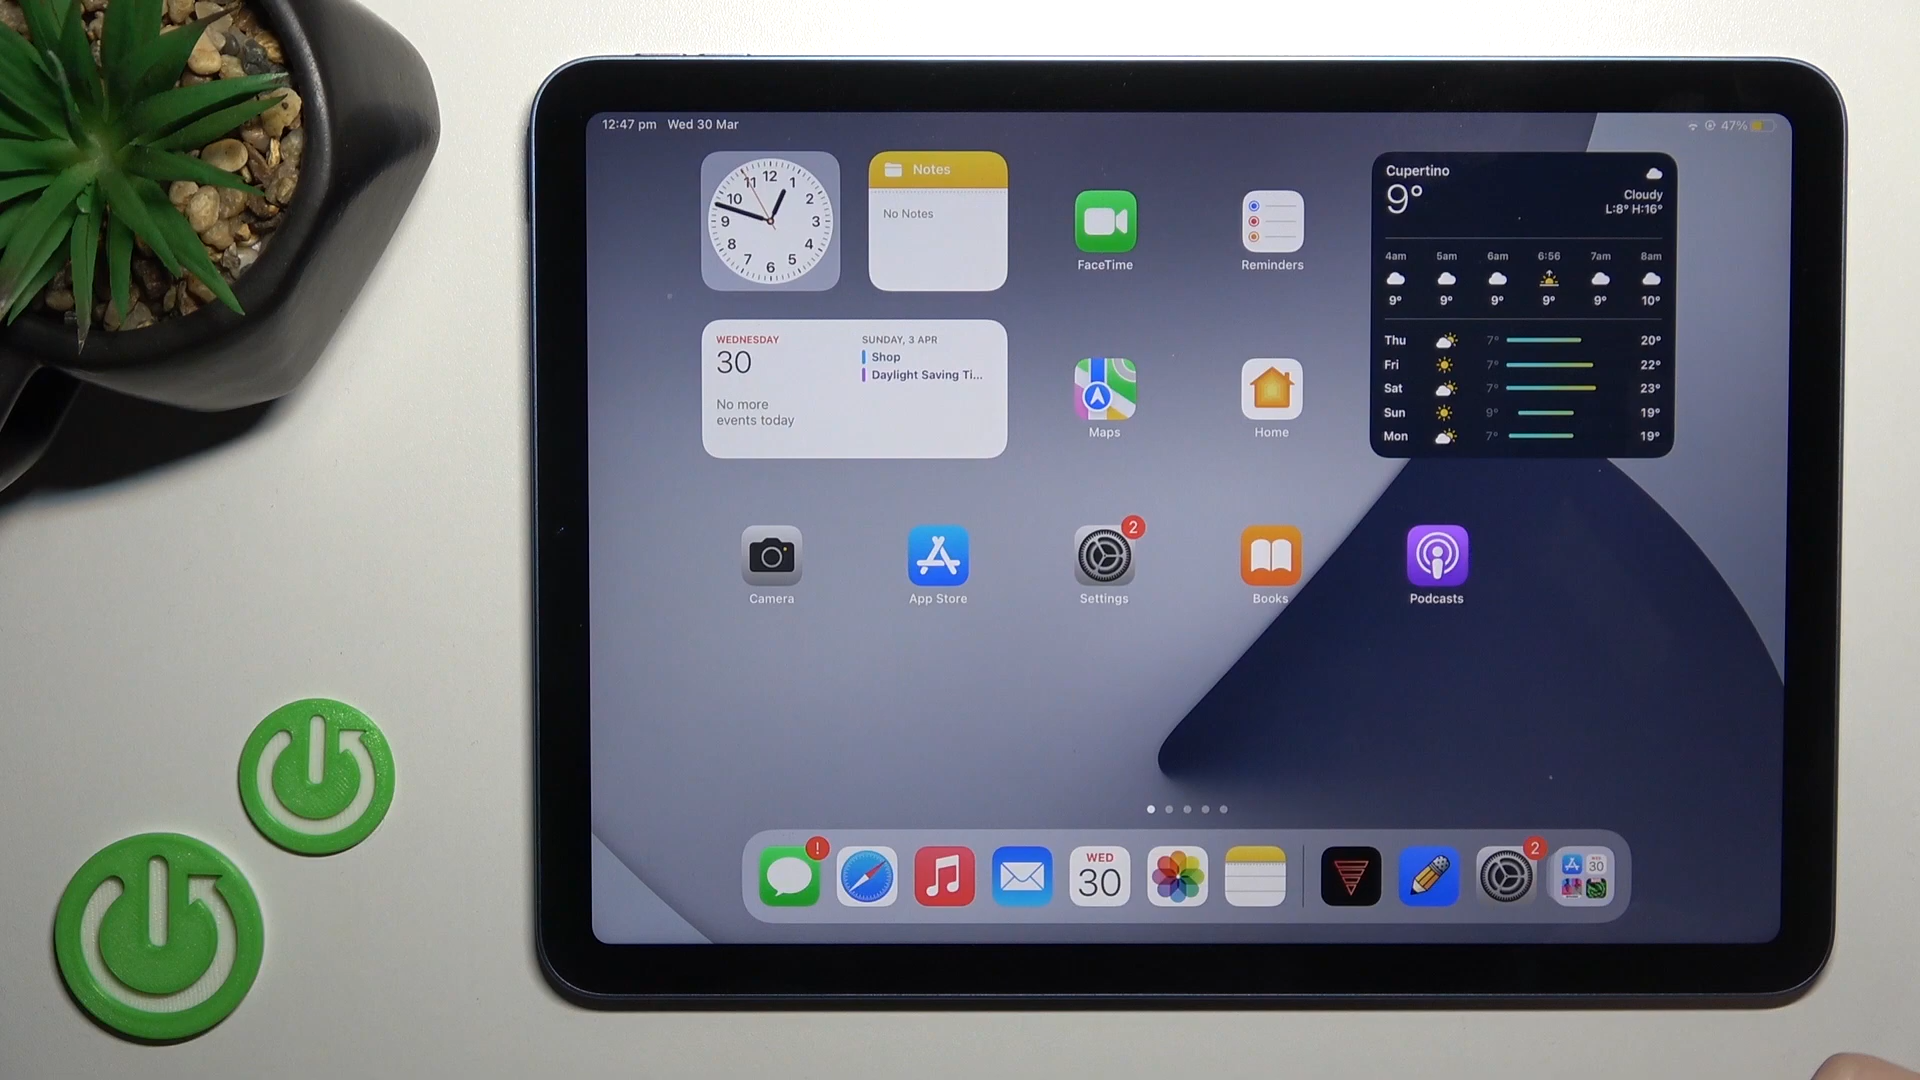 12:47 pm Wed 30 Mar
47%
12
1
2
3
4
5
6
7
8
9
10
11
Notes
No Notes
FaceTime
Reminders
Cupertino
9°
Cloudy
L:8° H:16°
4am 5am 6am 6:56 7am 8am
9° 9° 9° 9° 9° 10°
Thu 7° 20°
Fri 7° 22°
Sat 7° 23°
Sun 9° 19°
Mon 7° 19°
WEDNESDAY
30
No more
events today
SUNDAY, 3 APR
Shop
Daylight Saving Ti...
Maps
Home
Camera
App Store
2
Settings
Books
Podcasts
!
WED
30
2
30